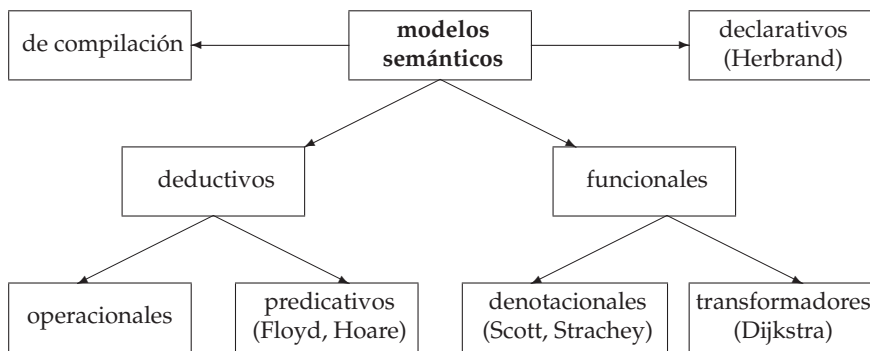 de compilación
modelos
semánticos
declarativos
(Herbrand)
deductivos
funcionales
operacionales
predicativos
(Floyd, Hoare)
denotacionales
(Scott, Strachey)
transformadores
(Dijkstra)